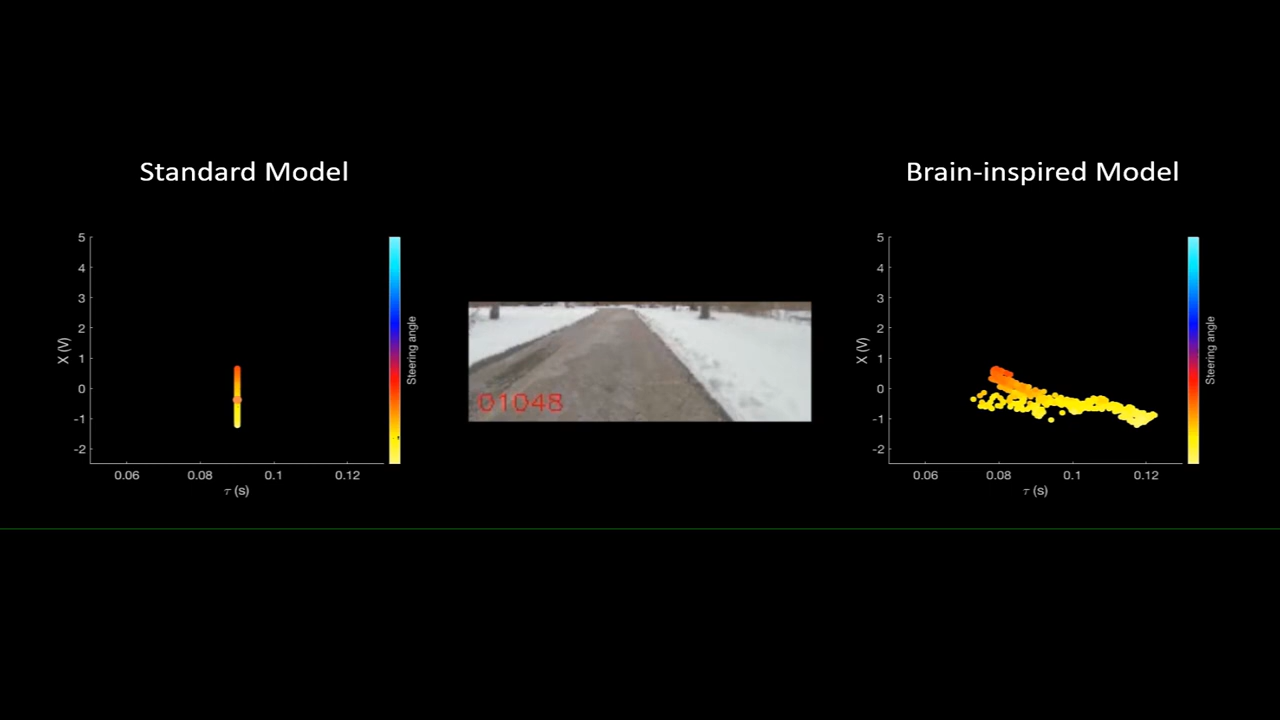 Standard Model
5
4
3
2
1
0
-1
-2
X (V)
0.06 0.08 0.1 0.12
τ (s)
Steering angle
01048
Brain-inspired Model
5
4
3
2
1
0
-1
-2
X (V)
0.06 0.08 0.1 0.12
τ (s)
Steering angle